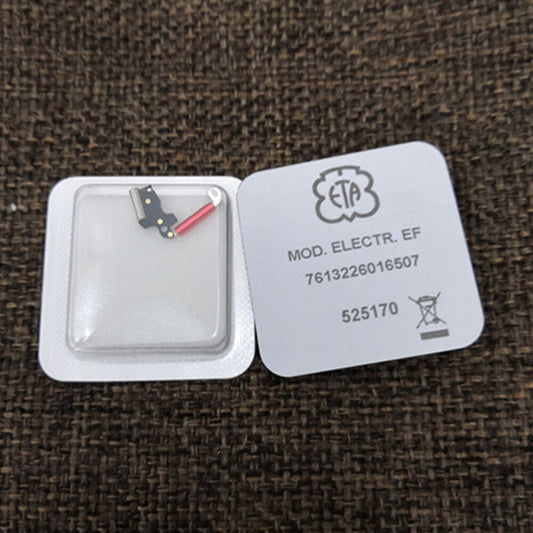 ETA
MOD. ELECTR. EF
7613226016507
525170